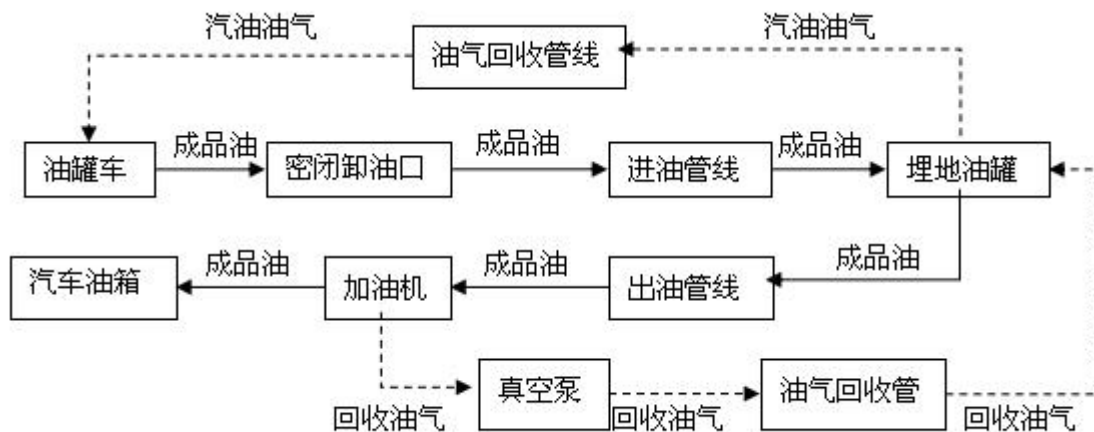 汽油油气
汽油油气
油气回收管线
油罐车
成品油
密闭卸油口
成品油
进油管线
成品油
埋地油罐
汽车油箱
成品油
加油机
成品油
出油管线
成品油
回收油气
真空泵
回收油气
油气回收管
回收油气